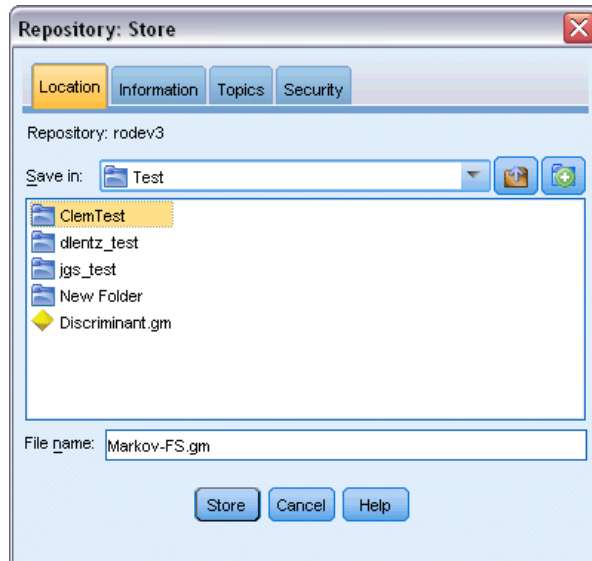 Repository: Store
Location Information Topics Security
Repository: rodev3
Save in: Test
ClemTest
dlentz_test
jgs_test
New Folder
Discriminant.gm
File name: Markov-FS.gm
Store Cancel Help